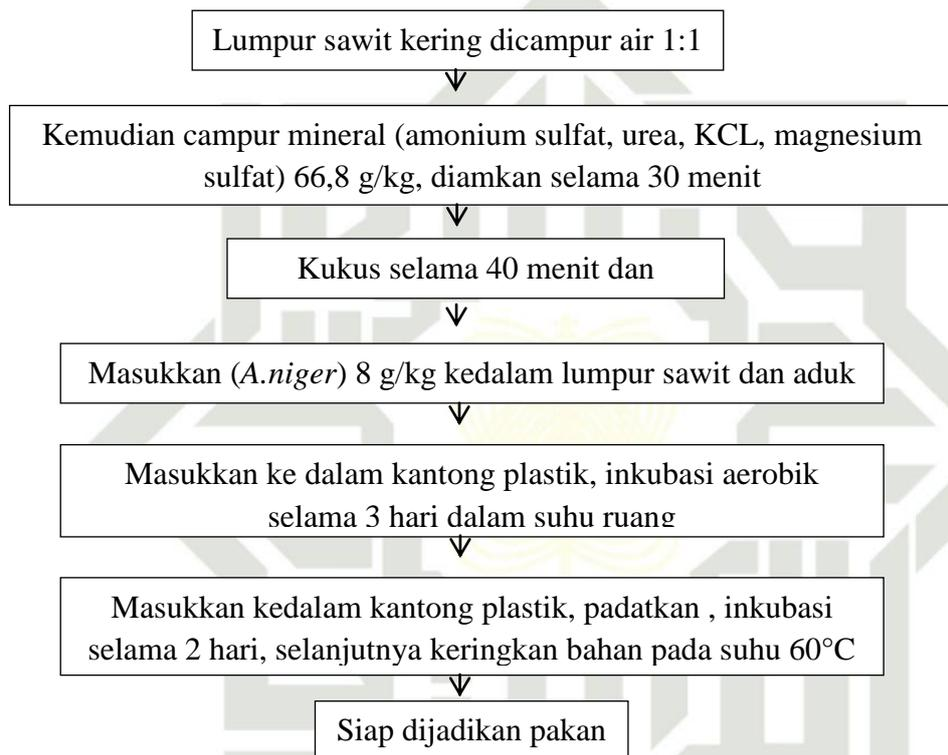 Lumpur sawit kering dicampur air 1:1
Kemudian campur mineral (amonium sulfat, urea, KCL, magnesium
sulfat) 66,8 g/kg, diamkan selama 30 menit
Kukus selama 40 menit dan
Masukkan (A.niger) 8 g/kg kedalam lumpur sawit dan aduk
Masukkan ke dalam kantong plastik, inkubasi aerobik
selama 3 hari dalam suhu ruang
Masukkan kedalam kantong plastik, padatkan , inkubasi
selama 2 hari, selanjutnya keringkan bahan pada suhu 60°C
Siap dijadikan pakan